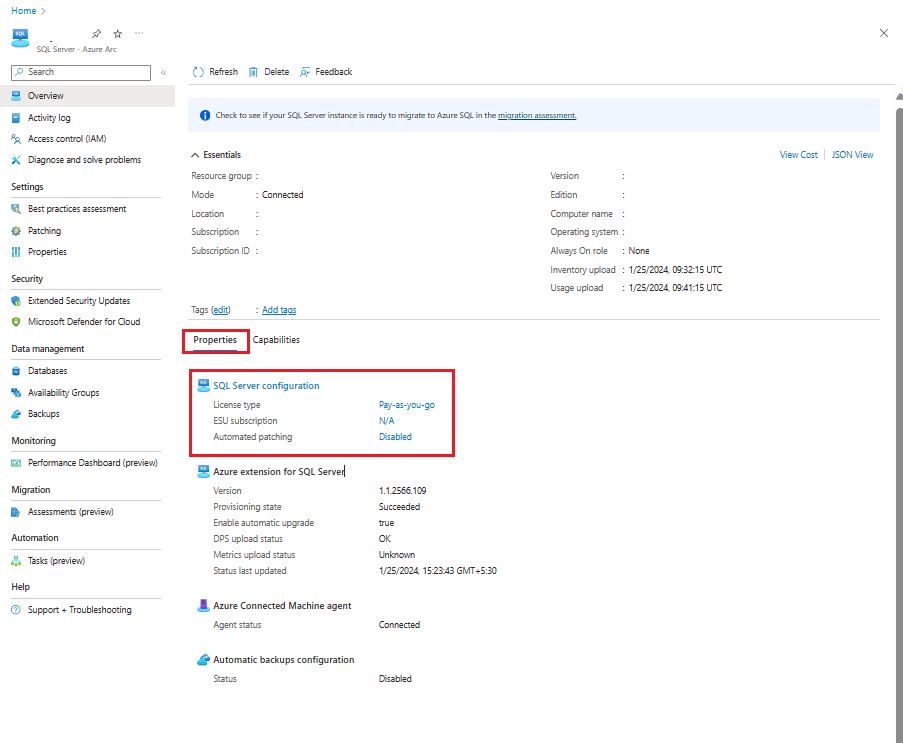 Home >
SQL Server - Azure Arc
Search
«
Overview
Activity log
Access control (IAM)
Diagnose and solve problems
Settings
Best practices assessment
Patching
Properties
Security
Extended Security Updates
Microsoft Defender for Cloud
Data management
Databases
Availability Groups
Backups
Monitoring
Performance Dashboard (preview)
Migration
Assessments (preview)
Automation
Tasks (preview)
Help
Support + Troubleshooting
Refresh Delete Feedback
Check to see if your SQL Server instance is ready to migrate to Azure SQL in the migration assessment.
Essentials
View Cost | JSON View
Resource group :
Mode : Connected
Location :
Subscription :
Subscription ID :
Version :
Edition :
Computer name :
Operating system :
Always On role : None
Inventory upload : 1/25/2024, 09:32:15 UTC
Usage upload : 1/25/2024, 09:41:15 UTC
Tags (edit) : Add tags
Properties Capabilities
SQL Server configuration
License type Pay-as-you-go
ESU subscription N/A
Automated patching Disabled
Azure extension for SQL Server
Version 1.1.2566.109
Provisioning state Succeeded
Enable automatic upgrade true
DPS upload status OK
Metrics upload status Unknown
Status last updated 1/25/2024, 15:23:43 GMT+5:30
Azure Connected Machine agent
Agent status Connected
Automatic backups configuration
Status Disabled